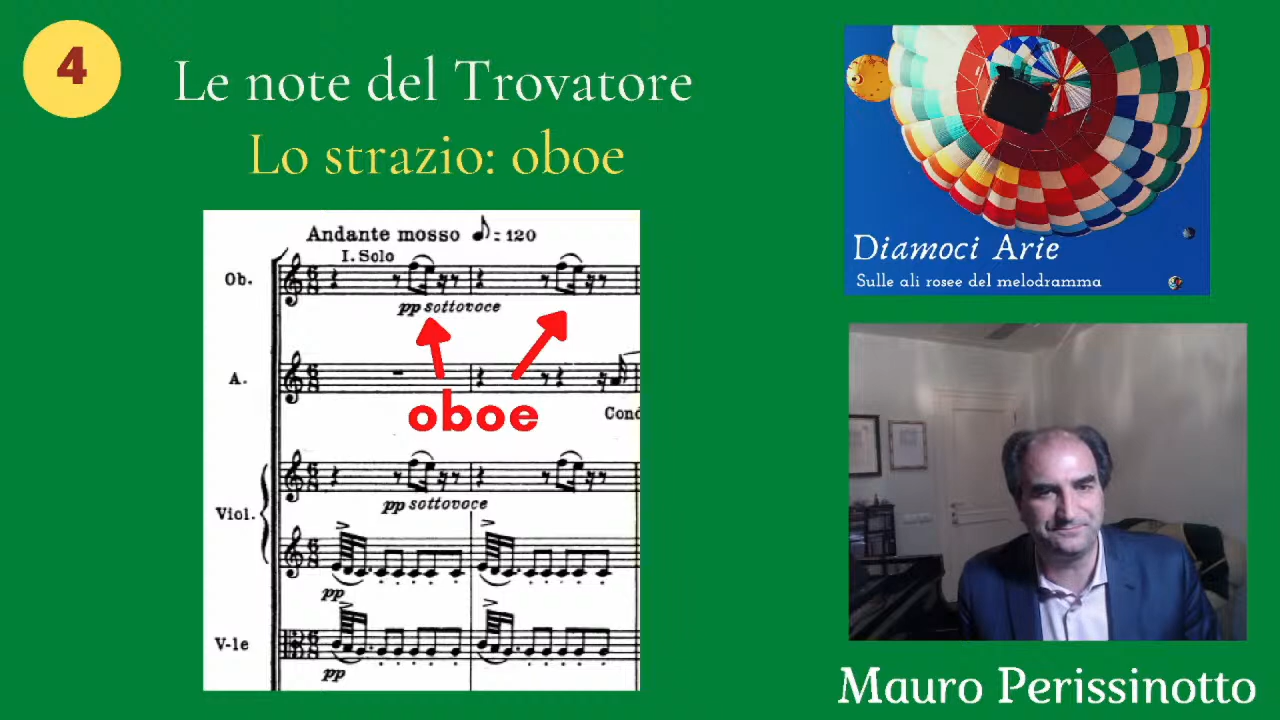 4
Le note del Trovatore
Lo strazio: oboe
Andante mosso ♪= 120
I. Solo
Ob.
pp sottovoce
A.
oboe
Cond
Viol.
pp sottovoce
pp
V-le
pp
Diamoci Arie
Sulle ali rosee del melodramma
Mauro Perissinotto